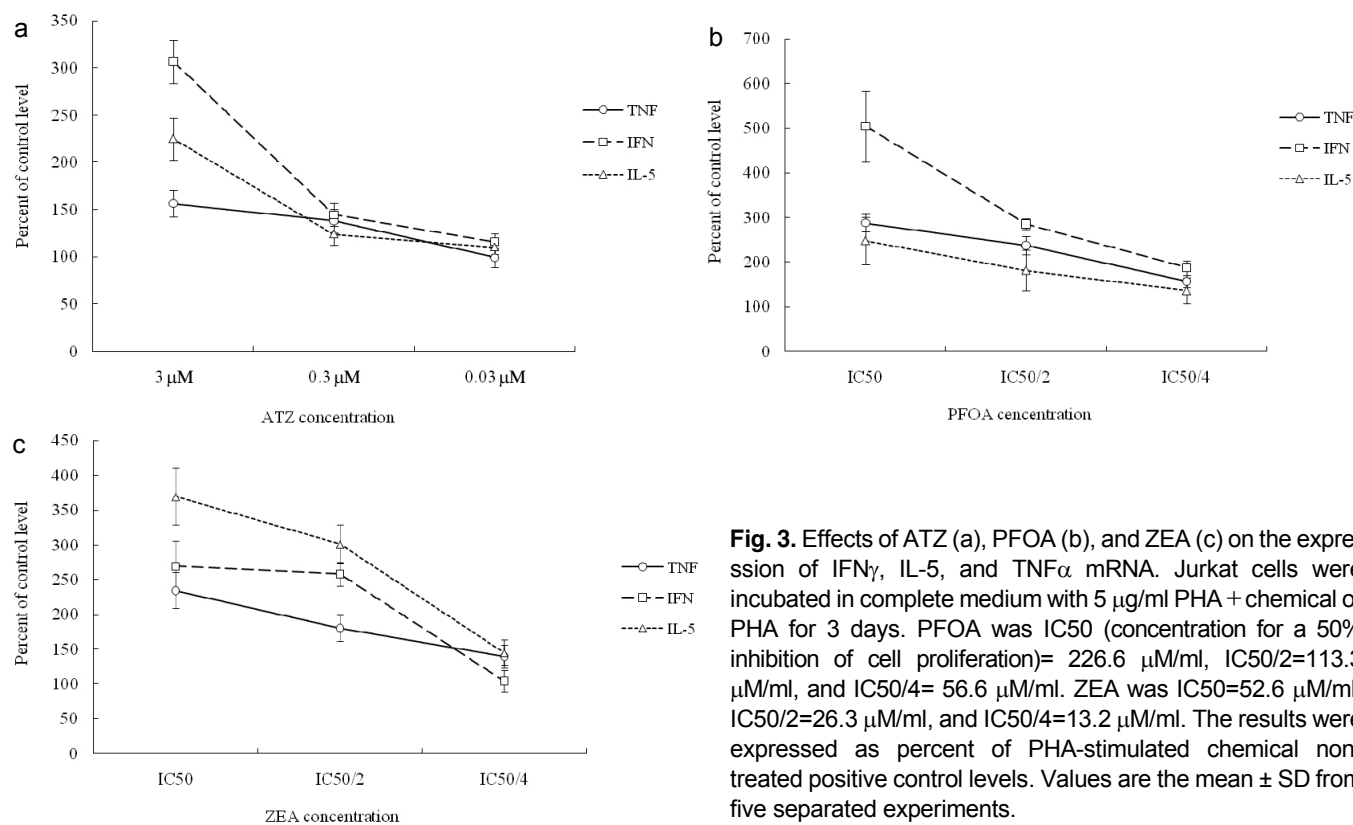 a
350
300
250
200
150
100
50
0
Percent of control level
3 μM
0.3 μM
0.03 μM
ATZ concentration
TNF
IFN
IL-5
b
700
600
500
400
300
200
100
0
Percent of control level
IC50
IC50/2
IC50/4
PFOA cencentration
TNF
IFN
IL-5
c
450
400
350
300
250
200
150
100
50
0
Percent of control level
IC50
IC50/2
IC50/4
ZEA concentration
TNF
IFN
IL-5
Fig. 3. Effects of ATZ (a), PFOA (b), and ZEA (c) on the expre
ssion of IFNγ, IL-5, and TNFα mRNA. Jurkat cells were
incubated in complete medium with 5 μg/ml PHA + chemical o
PHA for 3 days. PFOA was IC50 (concentration for a 50%
inhibition of cell proliferation)= 226.6 μM/ml, IC50/2=113.3
μM/ml, and IC50/4= 56.6 μM/ml. ZEA was IC50=52.6 μM/ml
IC50/2=26.3 μM/ml, and IC50/4=13.2 μM/ml. The results were
expressed as percent of PHA-stimulated chemical non
treated positive control levels. Values are the mean ± SD from
five separated experiments.